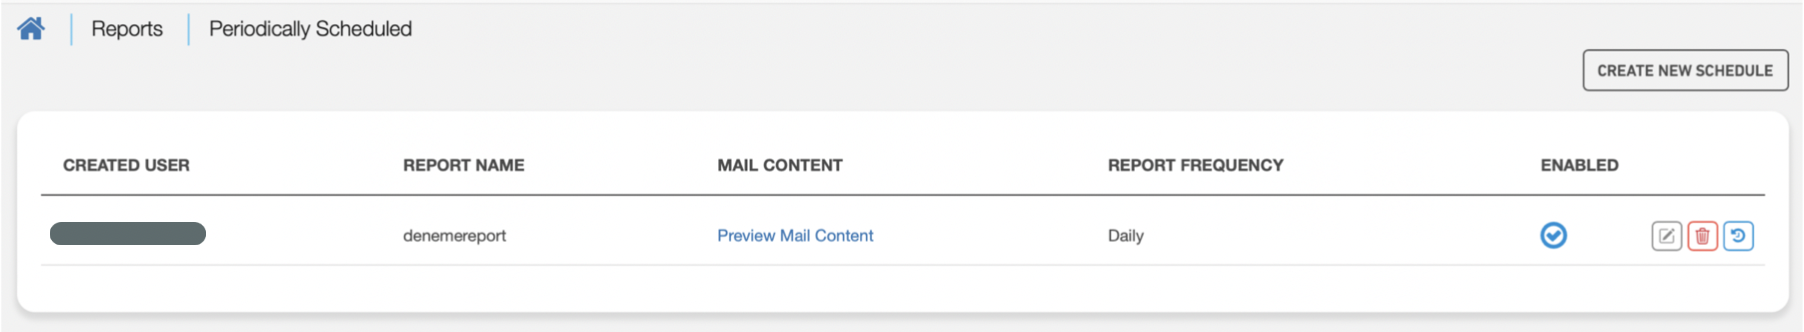 Reports Periodically Scheduled
CREATE NEW SCHEDULE
CREATED USER REPORT NAME MAIL CONTENT REPORT FREQUENCY ENABLED
denemereport Preview Mail Content Daily